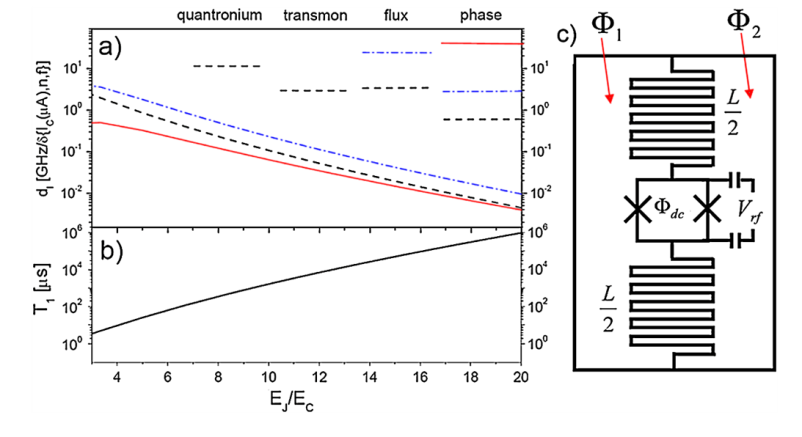 quantronium transmon flux phase
a)
d_I [GHz/δ{I_C(μA),n,f}]
10^1
10^0
10^-1
10^-2
10^1
10^0
10^-1
10^-2
b)
T_1 [μs]
10^6
10^4
10^2
10^0
10^6
10^4
10^2
10^0
4 6 8 10 12 14 16 18 20
E_J/E_C
c)
Φ_1 Φ_2
L/2
Φ_dc V_rf
L/2